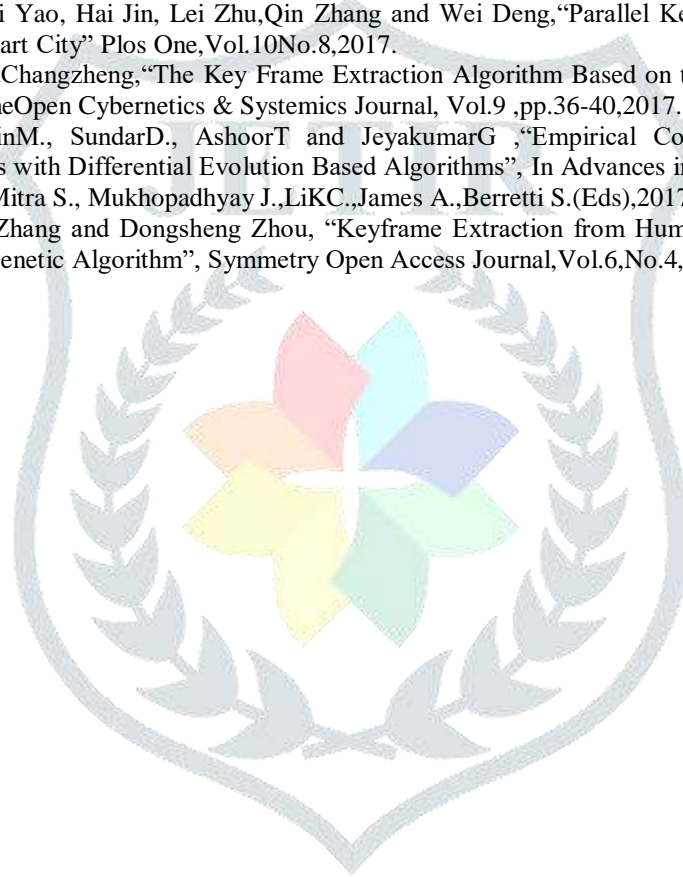 i Yao, Hai Jin, Lei Zhu,Qin Zhang and Wei Deng,“Parallel Ke
art City” Plos One,Vol.10No.8,2017.
Changzheng,“The Key Frame Extraction Algorithm Based on t
neOpen Cybernetics & Systemics Journal, Vol.9 ,pp.36-40,2017.
inM., SundarD., AshoorT and JeyakumarG ,“Empirical Co
s with Differential Evolution Based Algorithms”, In Advances in
Mitra S., Mukhopadhyay J.,LiKC.,James A.,Berretti S.(Eds),2017
Zhang and Dongsheng Zhou, “Keyframe Extraction from Hum
enetic Algorithm”, Symmetry Open Access Journal,Vol.6,No.4,
JETIR